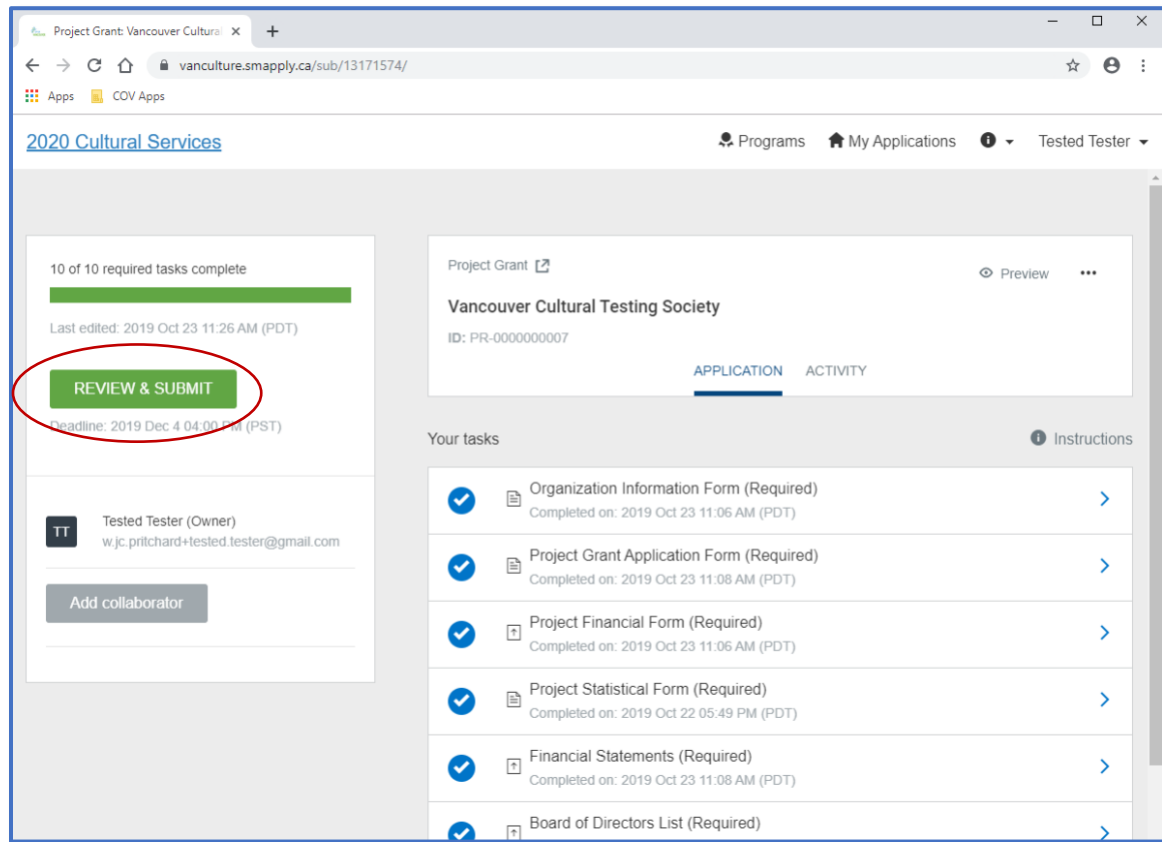 Project Grant: Vancouver Cultural
vanculture.smapply.ca/sub/13171574/
Apps COV Apps
2020 Cultural Services
Programs My Applications Tested Tester
10 of 10 required tasks complete
Last edited: 2019 Oct 23 11:26 AM (PDT)
REVIEW & SUBMIT
Deadline: 2019 Dec 4 04:00 PM (PST)
TT
Tested Tester (Owner)
w.jc.pritchard+tested.tester@gmail.com
Add collaborator
Project Grant
Preview
Vancouver Cultural Testing Society
ID: PR-0000000007
APPLICATION ACTIVITY
Your tasks
Instructions
Organization Information Form (Required)
Completed on: 2019 Oct 23 11:06 AM (PDT)
Project Grant Application Form (Required)
Completed on: 2019 Oct 23 11:08 AM (PDT)
Project Financial Form (Required)
Completed on: 2019 Oct 23 11:06 AM (PDT)
Project Statistical Form (Required)
Completed on: 2019 Oct 22 05:49 PM (PDT)
Financial Statements (Required)
Completed on: 2019 Oct 23 11:08 AM (PDT)
Board of Directors List (Required)